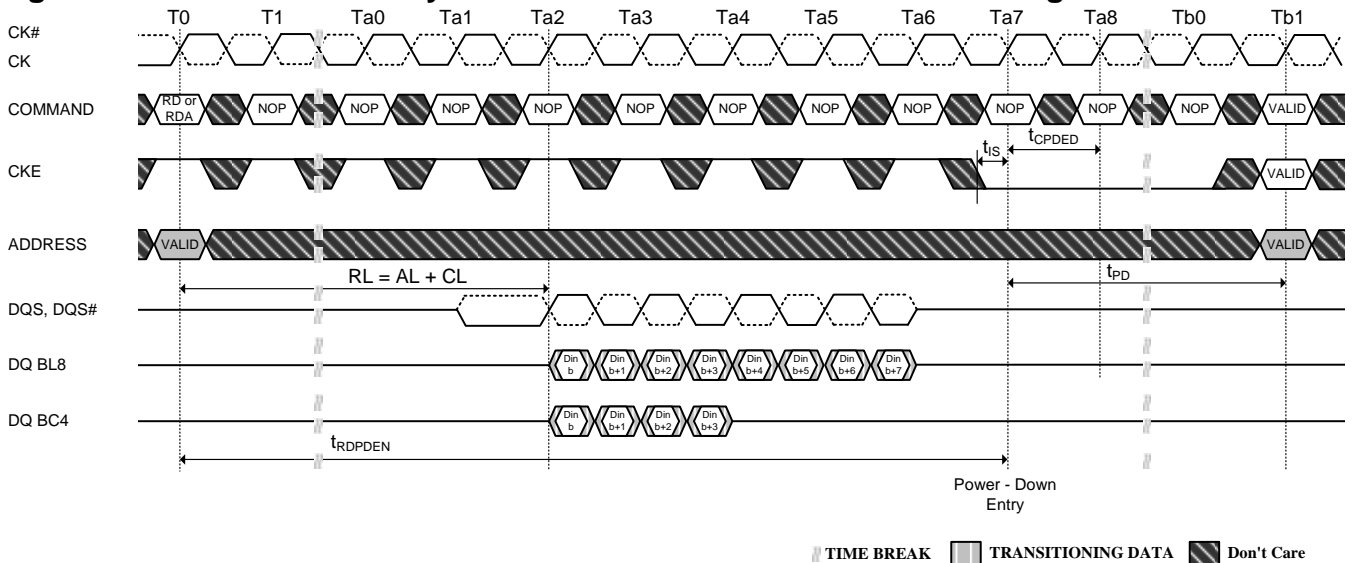 T0 T1 Ta0 Ta1 Ta2 Ta3 Ta4 Ta5 Ta6 Ta7 Ta8 Tb0 Tb1
CK#
CK
COMMAND
RD or
RDA
NOP NOP NOP NOP NOP NOP NOP NOP NOP NOP NOP VALID
tIS
tCPDED
CKE
VALID
ADDRESS
VALID
VALID
RL = AL + CL
tPD
DQS, DQS#
DQ BL8
Din Din Din Din Din Din Din Din
b b+1 b+2 b+3 b+4 b+5 b+6 b+7
DQ BC4
Din Din Din Din
b b+1 b+2 b+3
tRDPDEN
Power - Down
Entry
TIME BREAK TRANSITIONING DATA Don't Care